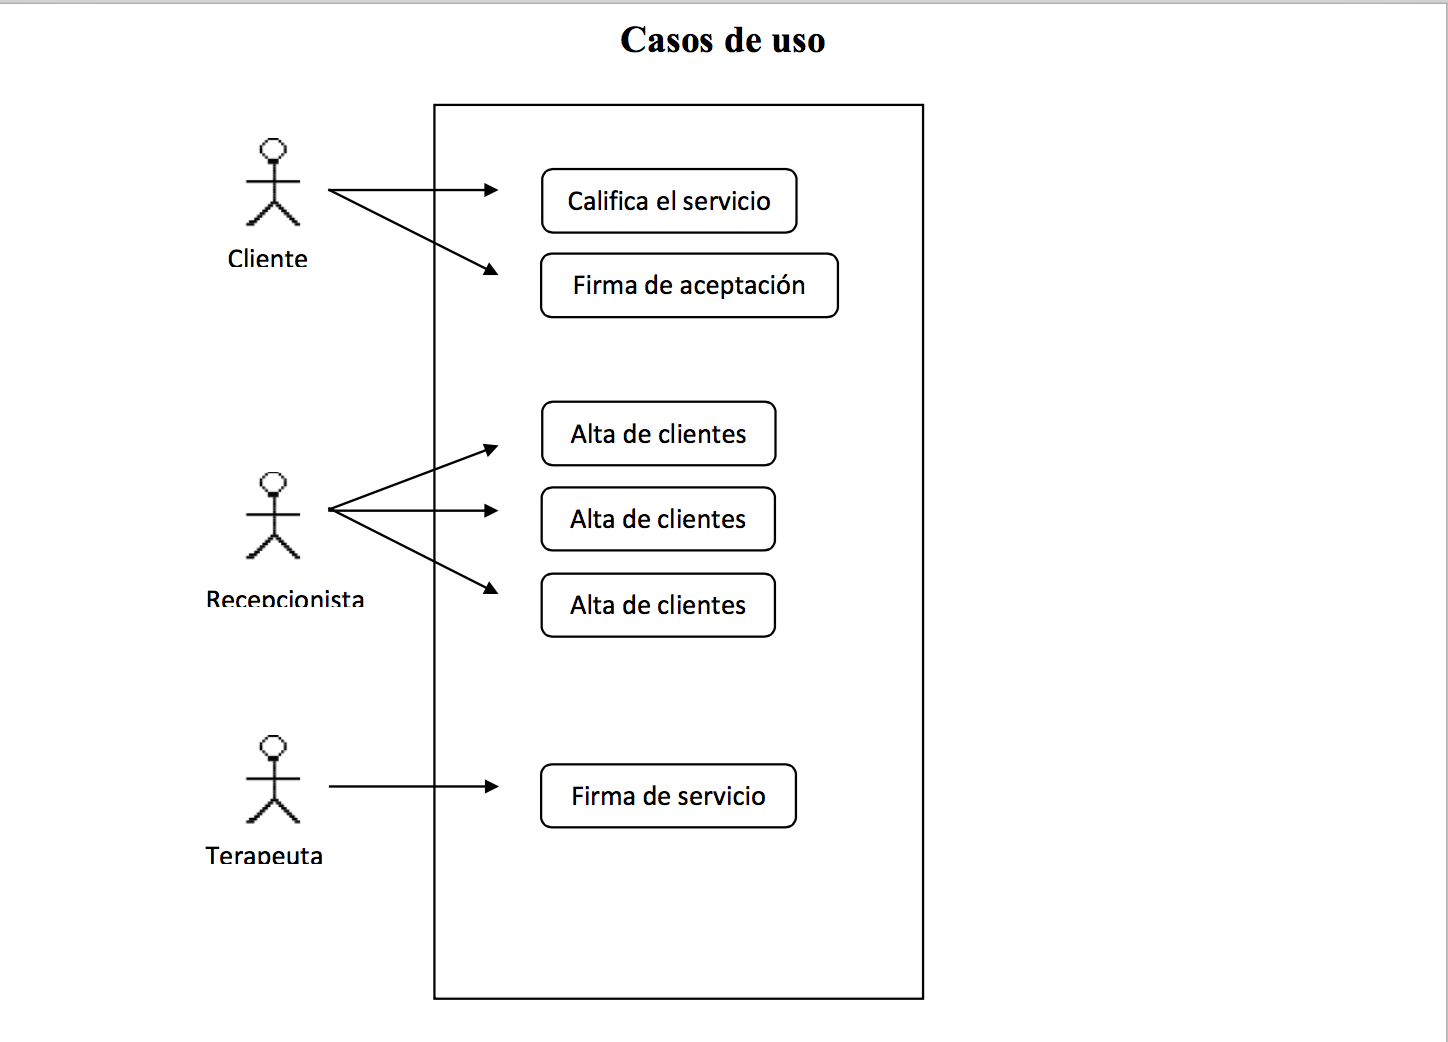 Casos de uso
Califica el servicio
Cliente
Firma de aceptación
Alta de clientes
Alta de clientes
Recepcionista
Alta de clientes
Firma de servicio
Terapeuta